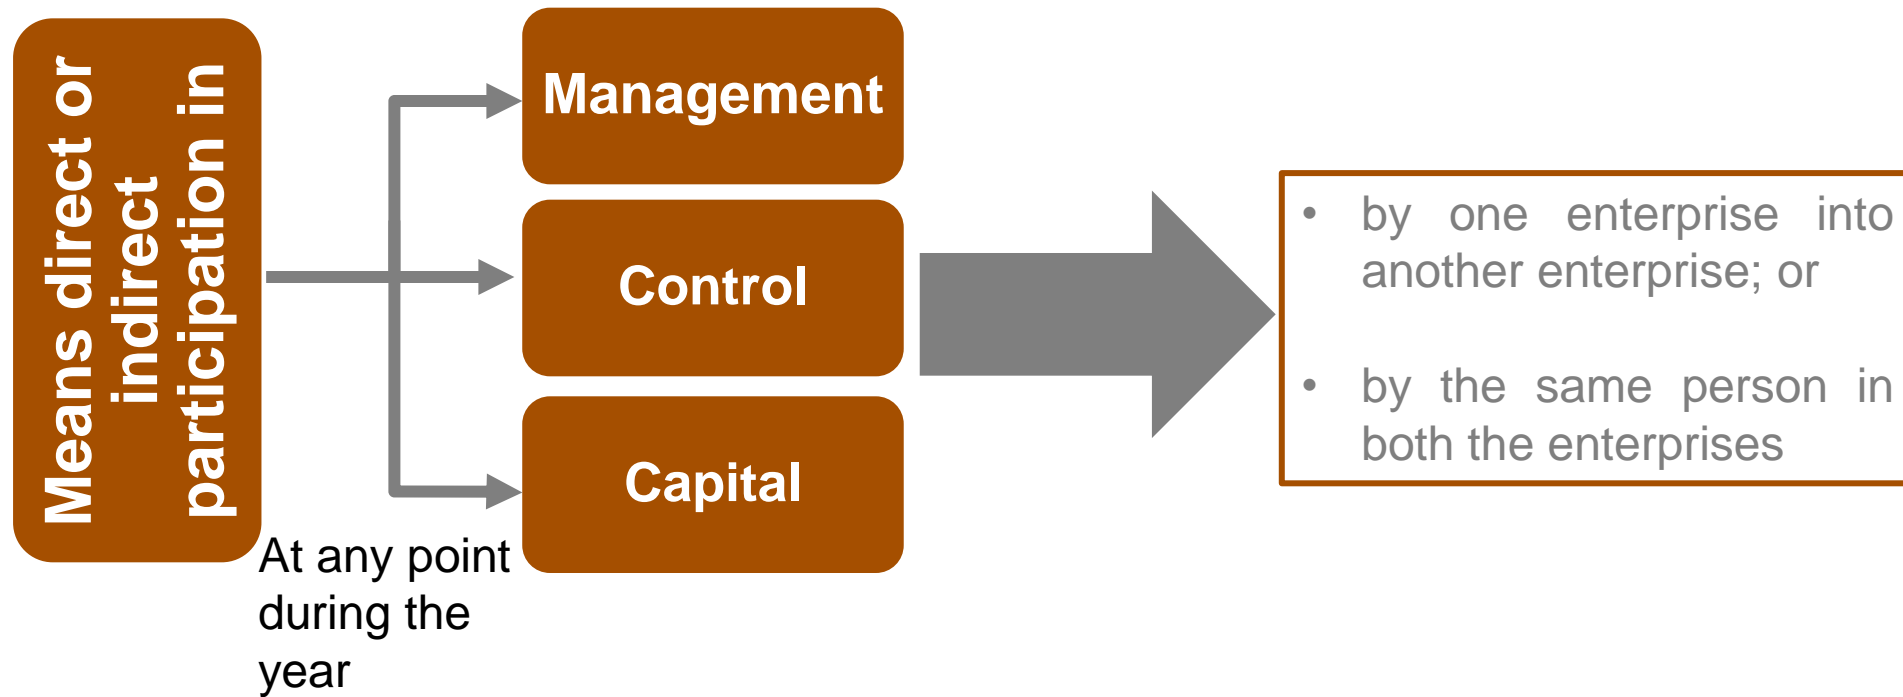 Means direct or
indirect
participation in
At any point
during the
year
Management
Control
Capital
• by one enterprise into
another enterprise; or
• by the same person in
both the enterprises